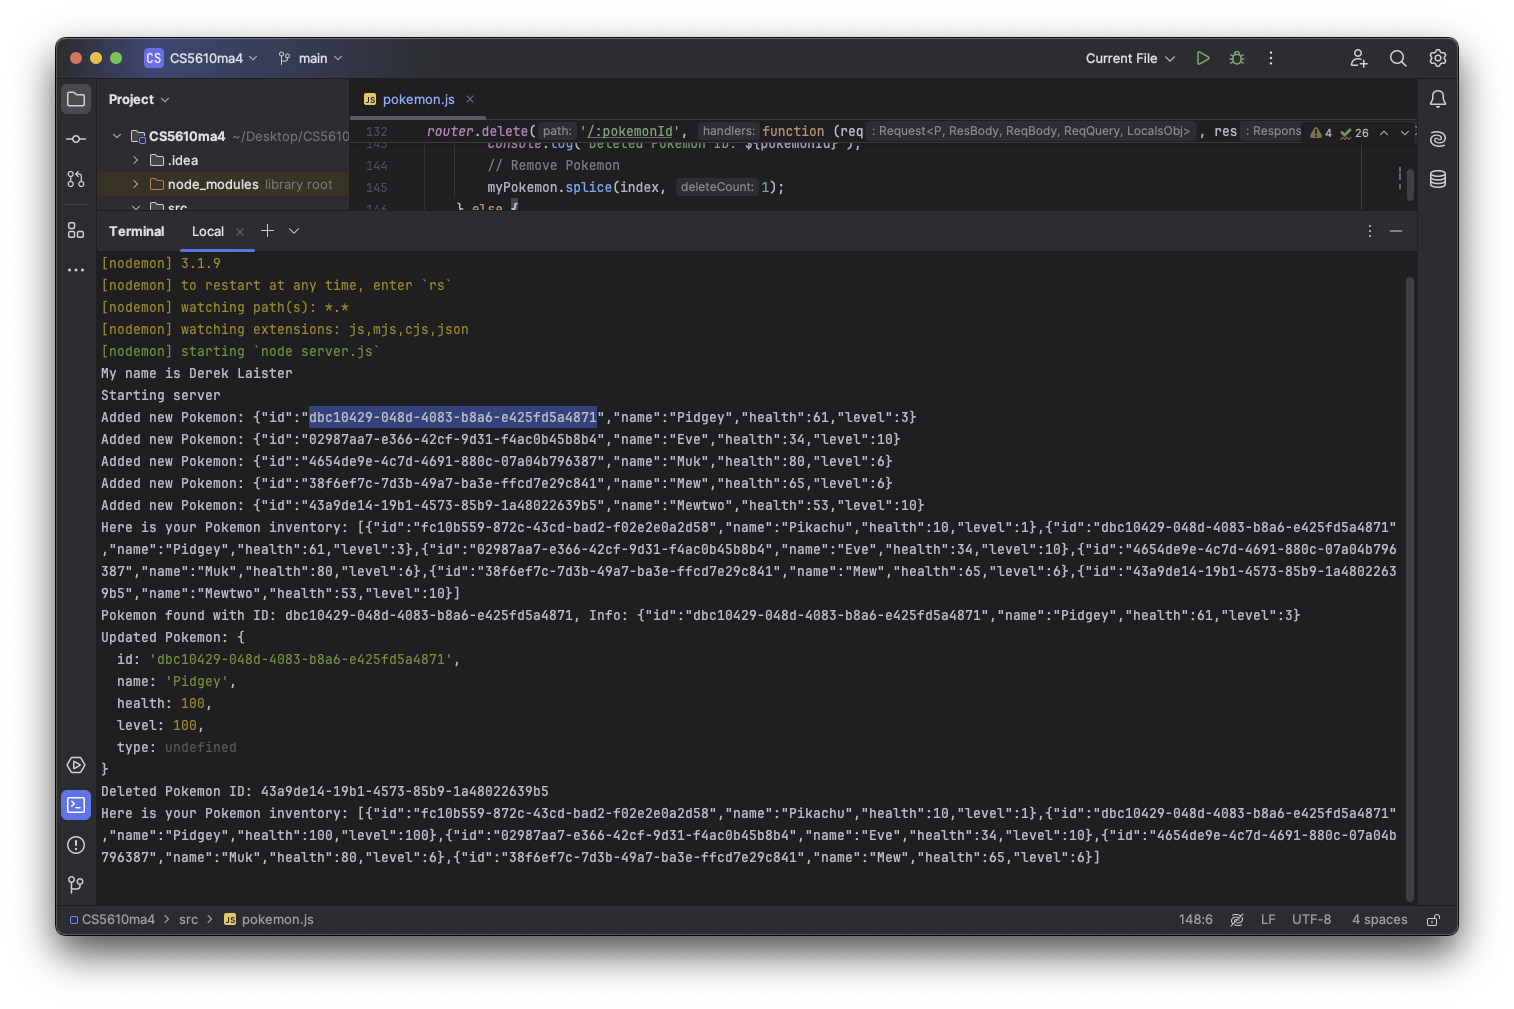 CS CS5610ma4 main Current File
Project
pokemon.js
CS5610ma4 ~/Desktop/CS5610
.idea
node_modules library root
src
132 router.delete( path: '/:pokemonId', handlers: function (req : Request<P, ResBody, ReqBody, ReqQuery, LocalsObj> , res : Respons 4 26
143 console.log(`Deleted Pokemon ID: ${pokemonId}`);
144 // Remove Pokemon
145 myPokemon.splice(index, deleteCount: 1);
146 } else {
Terminal Local
[nodemon] 3.1.9
[nodemon] to restart at any time, enter `rs`
[nodemon] watching path(s): *.*
[nodemon] watching extensions: js,mjs,cjs,json
[nodemon] starting `node server.js`
My name is Derek Laister
Starting server
Added new Pokemon: {"id":"dbc10429-048d-4083-b8a6-e425fd5a4871","name":"Pidgey","health":61,"level":3}
Added new Pokemon: {"id":"02987aa7-e366-42cf-9d31-f4ac0b45b8b4","name":"Eve","health":34,"level":10}
Added new Pokemon: {"id":"4654de9e-4c7d-4691-880c-07a04b796387","name":"Muk","health":80,"level":6}
Added new Pokemon: {"id":"38f6ef7c-7d3b-49a7-ba3e-ffcd7e29c841","name":"Mew","health":65,"level":6}
Added new Pokemon: {"id":"43a9de14-19b1-4573-85b9-1a48022639b5","name":"Mewtwo","health":53,"level":10}
Here is your Pokemon inventory: [{"id":"fc10b559-872c-43cd-bad2-f02e2e0a2d58","name":"Pikachu","health":10,"level":1},{"id":"dbc10429-048d-4083-b8a6-e425fd5a4871"
,"name":"Pidgey","health":61,"level":3},{"id":"02987aa7-e366-42cf-9d31-f4ac0b45b8b4","name":"Eve","health":34,"level":10},{"id":"4654de9e-4c7d-4691-880c-07a04b796
387","name":"Muk","health":80,"level":6},{"id":"38f6ef7c-7d3b-49a7-ba3e-ffcd7e29c841","name":"Mew","health":65,"level":6},{"id":"43a9de14-19b1-4573-85b9-1a4802263
9b5","name":"Mewtwo","health":53,"level":10}]
Pokemon found with ID: dbc10429-048d-4083-b8a6-e425fd5a4871, Info: {"id":"dbc10429-048d-4083-b8a6-e425fd5a4871","name":"Pidgey","health":61,"level":3}
Updated Pokemon: {
id: 'dbc10429-048d-4083-b8a6-e425fd5a4871',
name: 'Pidgey',
health: 100,
level: 100,
type: undefined
}
Deleted Pokemon ID: 43a9de14-19b1-4573-85b9-1a48022639b5
Here is your Pokemon inventory: [{"id":"fc10b559-872c-43cd-bad2-f02e2e0a2d58","name":"Pikachu","health":10,"level":1},{"id":"dbc10429-048d-4083-b8a6-e425fd5a4871"
,"name":"Pidgey","health":100,"level":100},{"id":"02987aa7-e366-42cf-9d31-f4ac0b45b8b4","name":"Eve","health":34,"level":10},{"id":"4654de9e-4c7d-4691-880c-07a04b
796387","name":"Muk","health":80,"level":6},{"id":"38f6ef7c-7d3b-49a7-ba3e-ffcd7e29c841","name":"Mew","health":65,"level":6}]
CS5610ma4 > src > pokemon.js 148:6 LF UTF-8 4 spaces